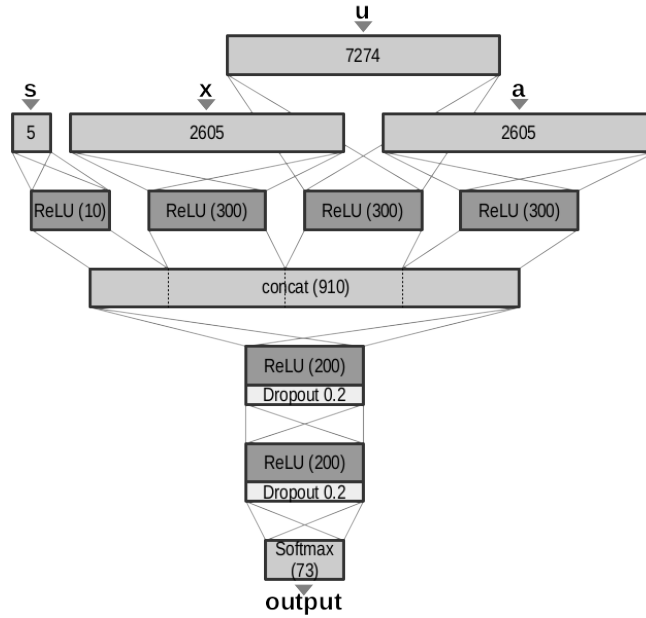 u
7274
s
x
a
5
2605
2605
ReLU (10)
ReLU (300)
ReLU (300)
ReLU (300)
concat (910)
ReLU (200)
Dropout 0.2
ReLU (200)
Dropout 0.2
Softmax
(73)
output